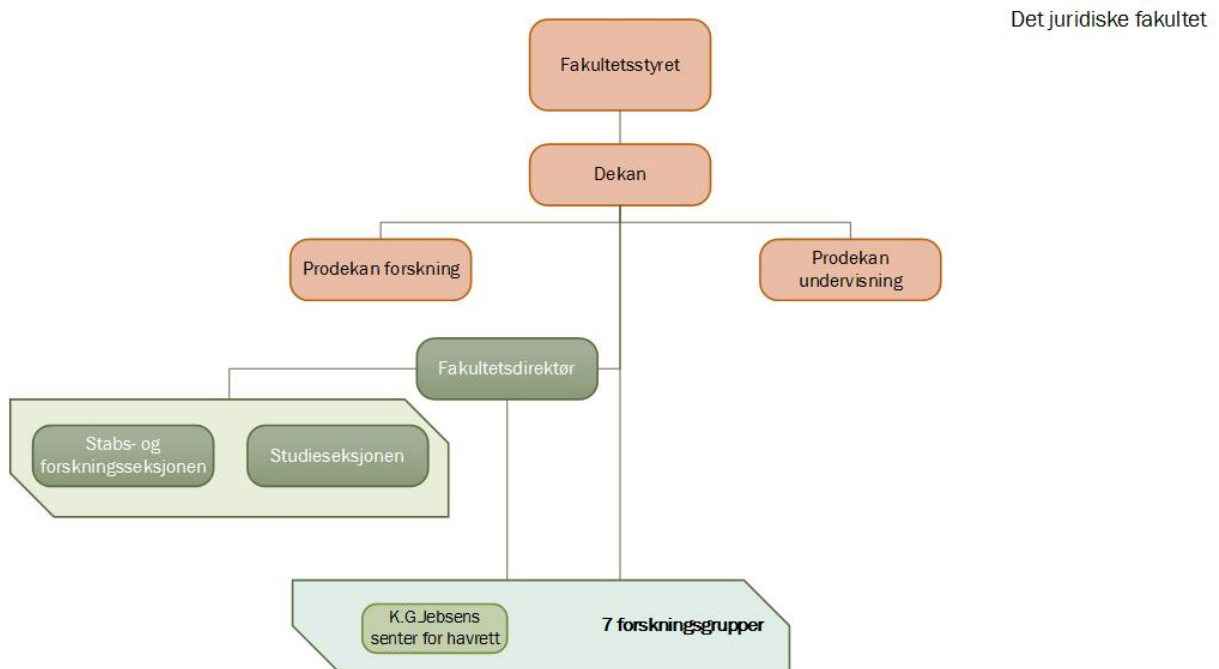 Det juridiske fakultet
Fakultetsstyret
Dekan
Prodekan forskning
Prodekan
undervisning
Fakultetsdirektør
Stabs- og
forskningsseksjonen
Studieseksjonen
K.G.Jebsens
senter for havrett
7 forskningsgrupper